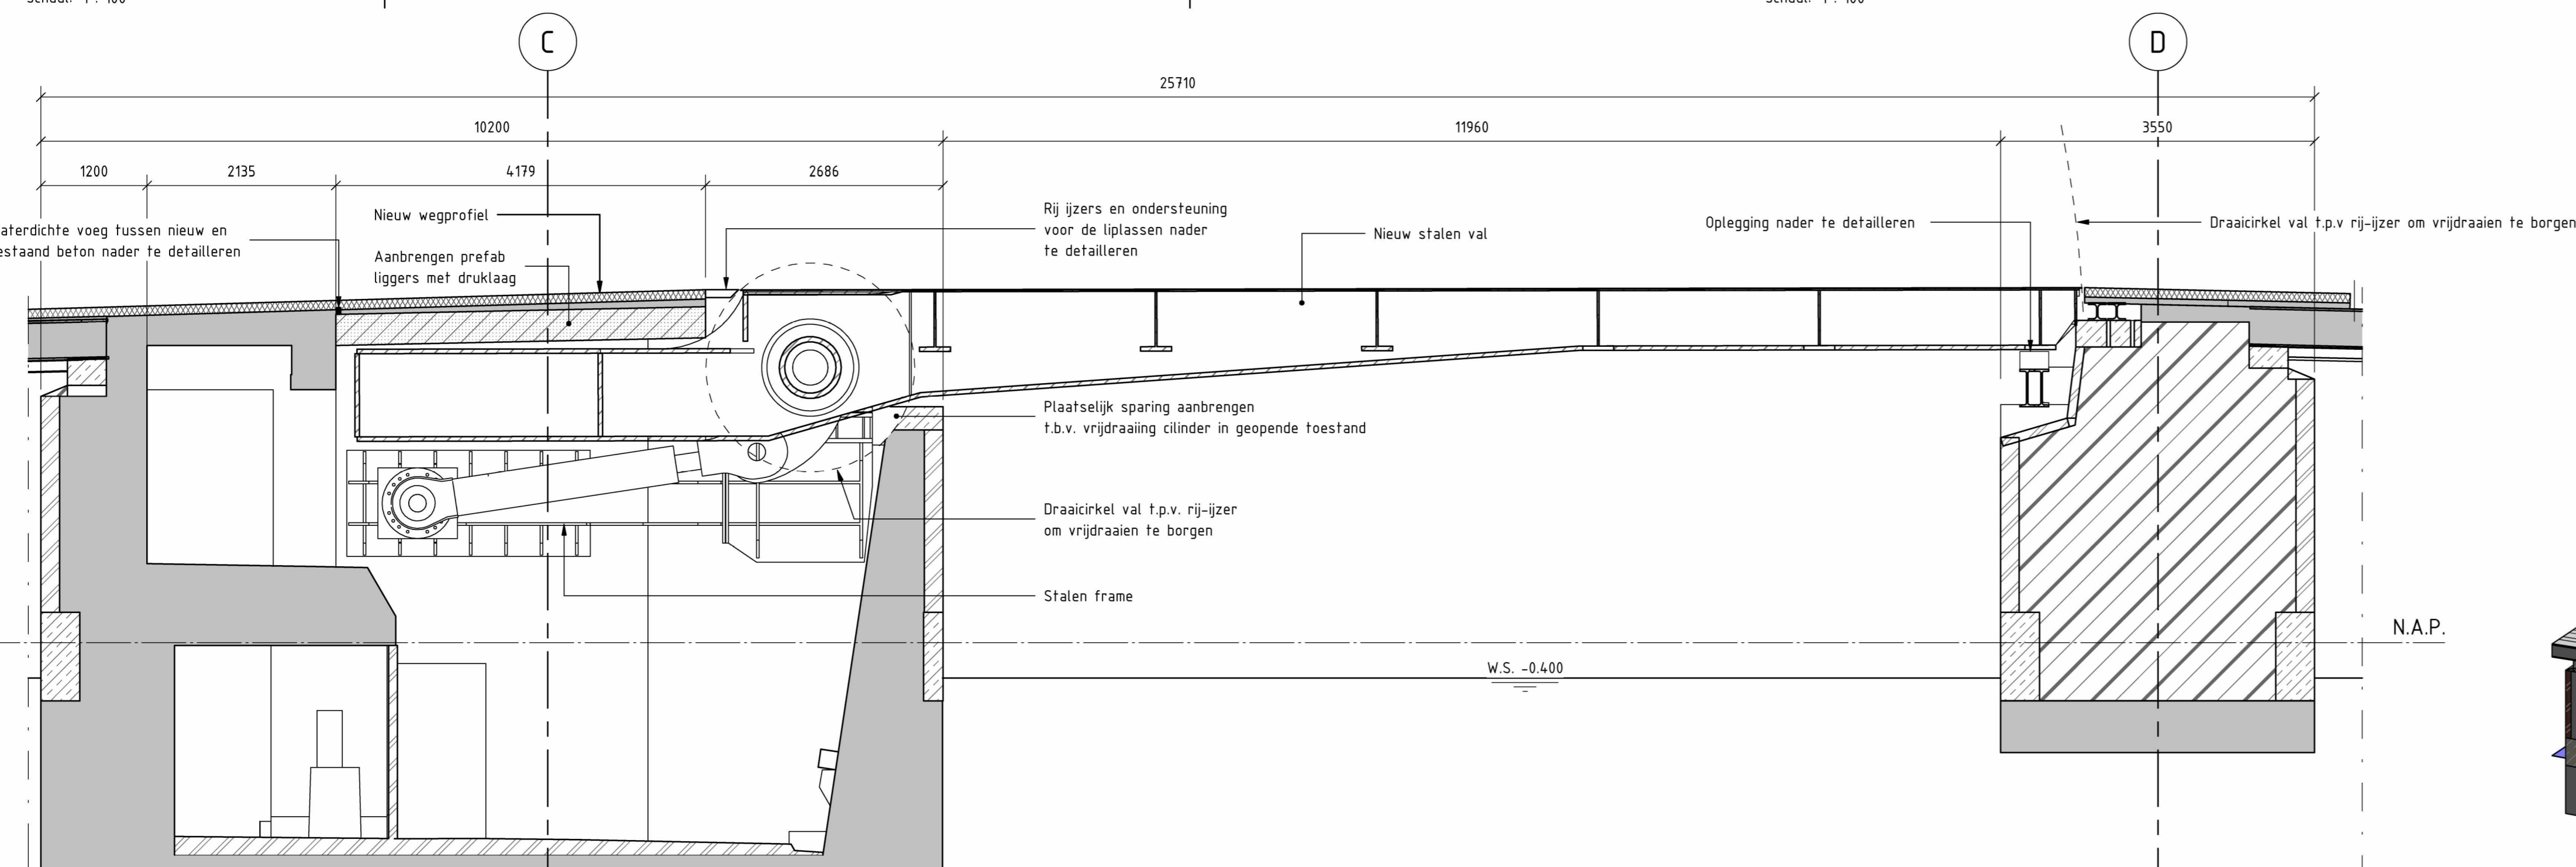 C
D
25710
10200
11960
3550
1200
2135
4179
2686
Nieuw wegprofiel
Rij ijzers en ondersteuning
voor de liplassen nader
te detailleren
Nieuw stalen val
Oplegging nader te detailleren
Draaicirkel val t.p.v rij-ijzer om vrijdraaien te borgen
aterdichte voeg tussen nieuw en
estaand beton nader te detailleren
Aanbrengen prefab
liggers met druklaag
Plaatselijk sparing aanbrengen
t.b.v. vrijdraaiing cilinder in geopende toestand
Draaicirkel val t.p.v. rij-ijzer
om vrijdraaien te borgen
Stalen frame
N.A.P.
W.S. -0.400